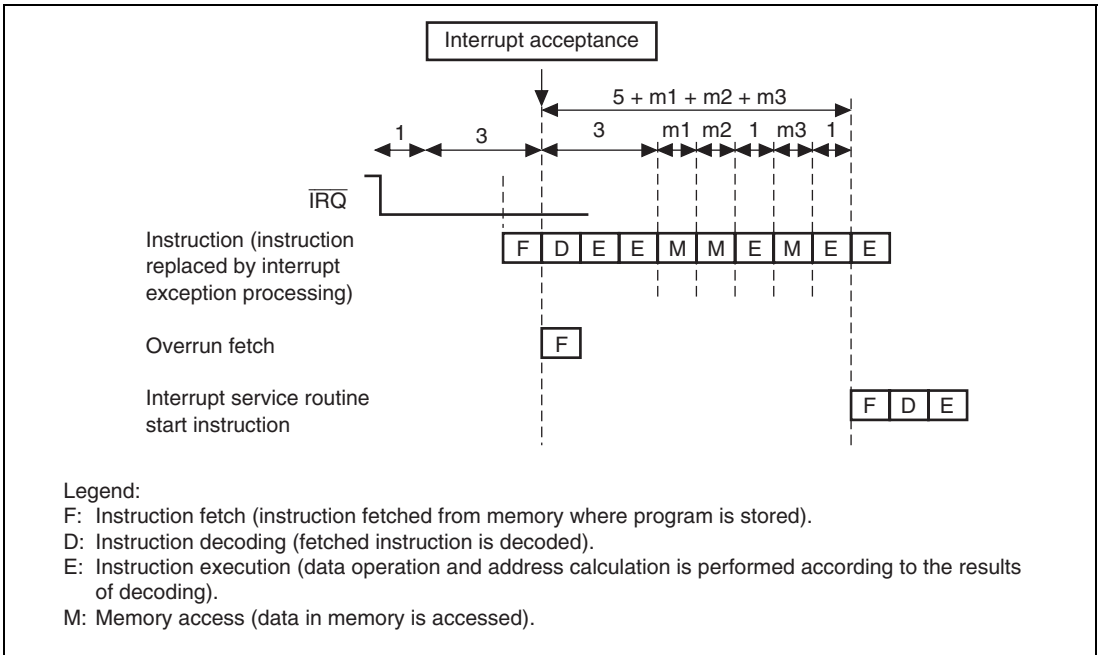 Interrupt acceptance
5 + m1 + m2 + m3
1 3 3 m1 m2 1 m3 1
IRQ
Instruction (instruction
replaced by interrupt
exception processing)
F D E E M M E M E E
Overrun fetch
F
Interrupt service routine
start instruction
F D E
Legend:
F: Instruction fetch (instruction fetched from memory where program is stored).
D: Instruction decoding (fetched instruction is decoded).
E: Instruction execution (data operation and address calculation is performed according to the results
of decoding).
M: Memory access (data in memory is accessed).